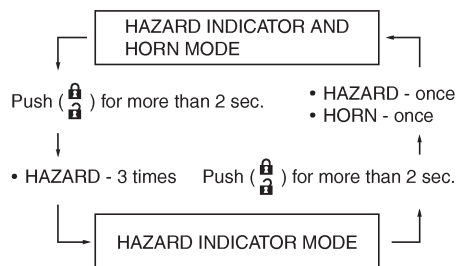 HAZARD INDICATOR AND
HORN MODE
Push ( ) for more than 2 sec.
• HAZARD - once
• HORN - once
• HAZARD - 3 times
Push ( ) for more than 2 sec.
HAZARD INDICATOR MODE